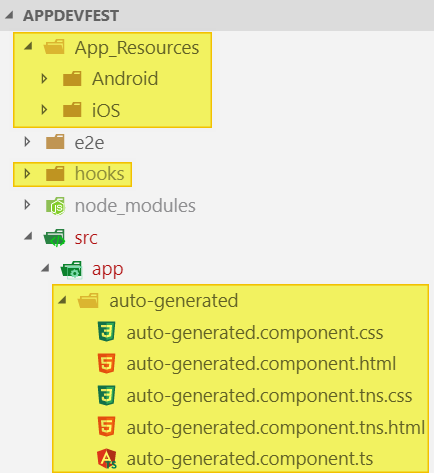 APPDEVFEST
App_Resources
Android
iOS
e2e
hooks
node_modules
src
app
auto-generated
auto-generated.component.css
auto-generated.component.html
auto-generated.component.tns.css
auto-generated.component.tns.html
auto-generated.component.ts